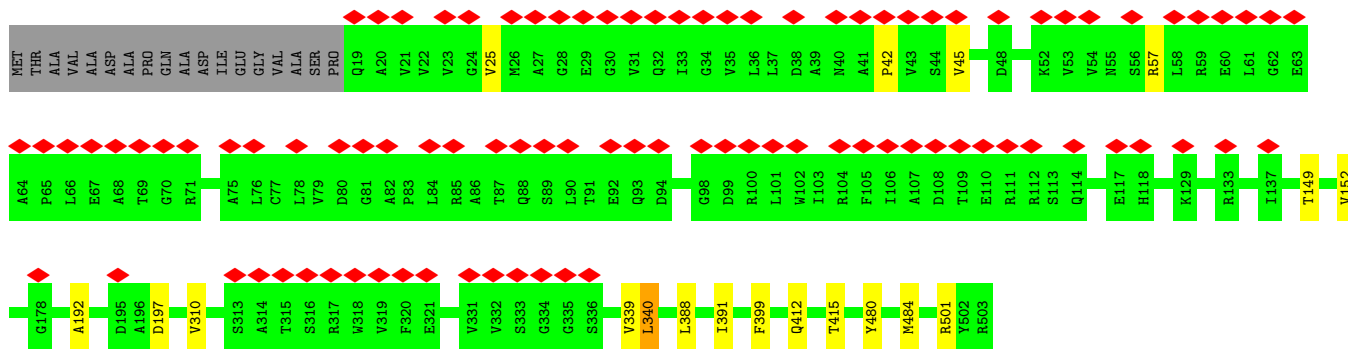 MET THR ALA VAL ALA ASP ALA PRO GLN ALA ASP ILE GLU GLY VAL ALA SER PRO Q19 A20 V21 V22 V23 G24 V25 M26 A27 G28 E29 G30 V31 Q32 I33 G34 V35 L36 L37 D38 A39 N40 A41 P42 V43 S44 V45 D48 K52 V53 V54 N55 S56 R57 L58 R59 E60 L61 G62 E63
A64 P65 L66 E67 A68 T69 G70 R71 A75 L76 C77 L78 V79 D80 G81 A82 P83 L84 R85 A86 T87 Q88 S89 L90 T91 E92 Q93 D94 G98 D99 R100 L101 W102 I103 R104 F105 I106 A107 D108 T109 E110 R111 R112 S113 Q114 E117 H118 K129 R133 I137 T149 V152
G178 A192 D195 A196 D197 V310 S313 A314 T315 S316 R317 W318 V319 F320 E321 V331 V332 S333 G334 G335 S336 V339 L340 L388 I391 F399 Q412 T415 Y480 M484 R501 Y502 R503